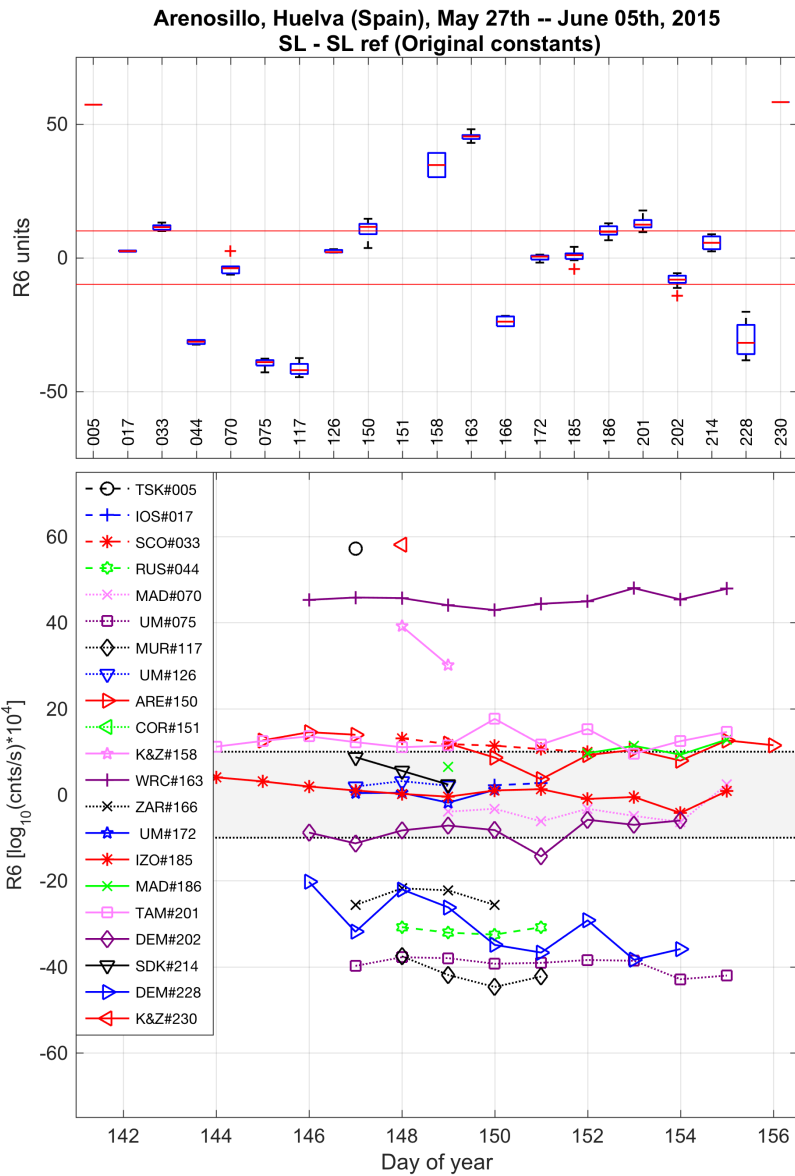 Arenosillo, Huelva (Spain), May 27th -- June 05th, 2015
SL - SL ref (Original constants)
R6 units
50
0
-50
005 017 033 044 070 075 117 126 150 151 158 163 166 172 185 186 201 202 214 228 230
R6 [log10(cnts/s)*10^4]
60
40
20
0
-20
-40
-60
TSK#005
IOS#017
SCO#033
RUS#044
MAD#070
UM#075
MUR#117
UM#126
ARE#150
COR#151
K&Z#158
WRC#163
ZAR#166
UM#172
IZO#185
MAD#186
TAM#201
DEM#202
SDK#214
DEM#228
K&Z#230
142 144 146 148 150 152 154 156
Day of year